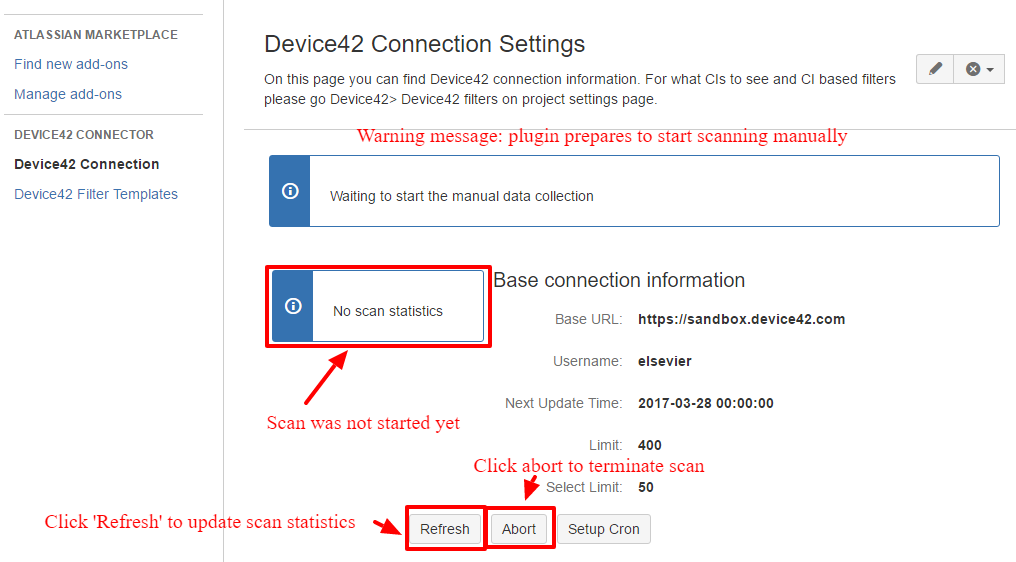 ATLASSIAN MARKETPLACE
Find new add-ons
Manage add-ons
DEVICE42 CONNECTOR
Device42 Connection
Device42 Filter Templates
Device42 Connection Settings
On this page you can find Device42 connection information. For what CIs to see and CI based filters
please go Device42> Device42 filters on project settings page.
Warning message: plugin prepares to start scanning manually
Waiting to start the manual data collection
No scan statistics
Scan was not started yet
Base connection information
Base URL: https://sandbox.device42.com
Username: elsevier
Next Update Time: 2017-03-28 00:00:00
Limit: 400
Click abort to terminate scan
Select Limit: 50
Click 'Refresh' to update scan statistics
Refresh Abort Setup Cron